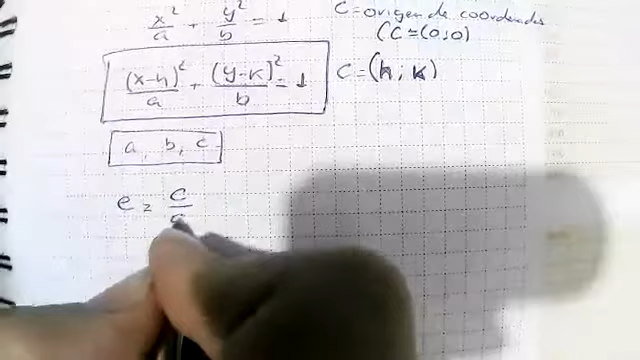 x²/a + y²/b = 1
C = origen de coordenadas
(C = (0;0)
(x-h)²/a + (y-k)²/b = 1
C = (h; k)
a, b, c
e = c/a